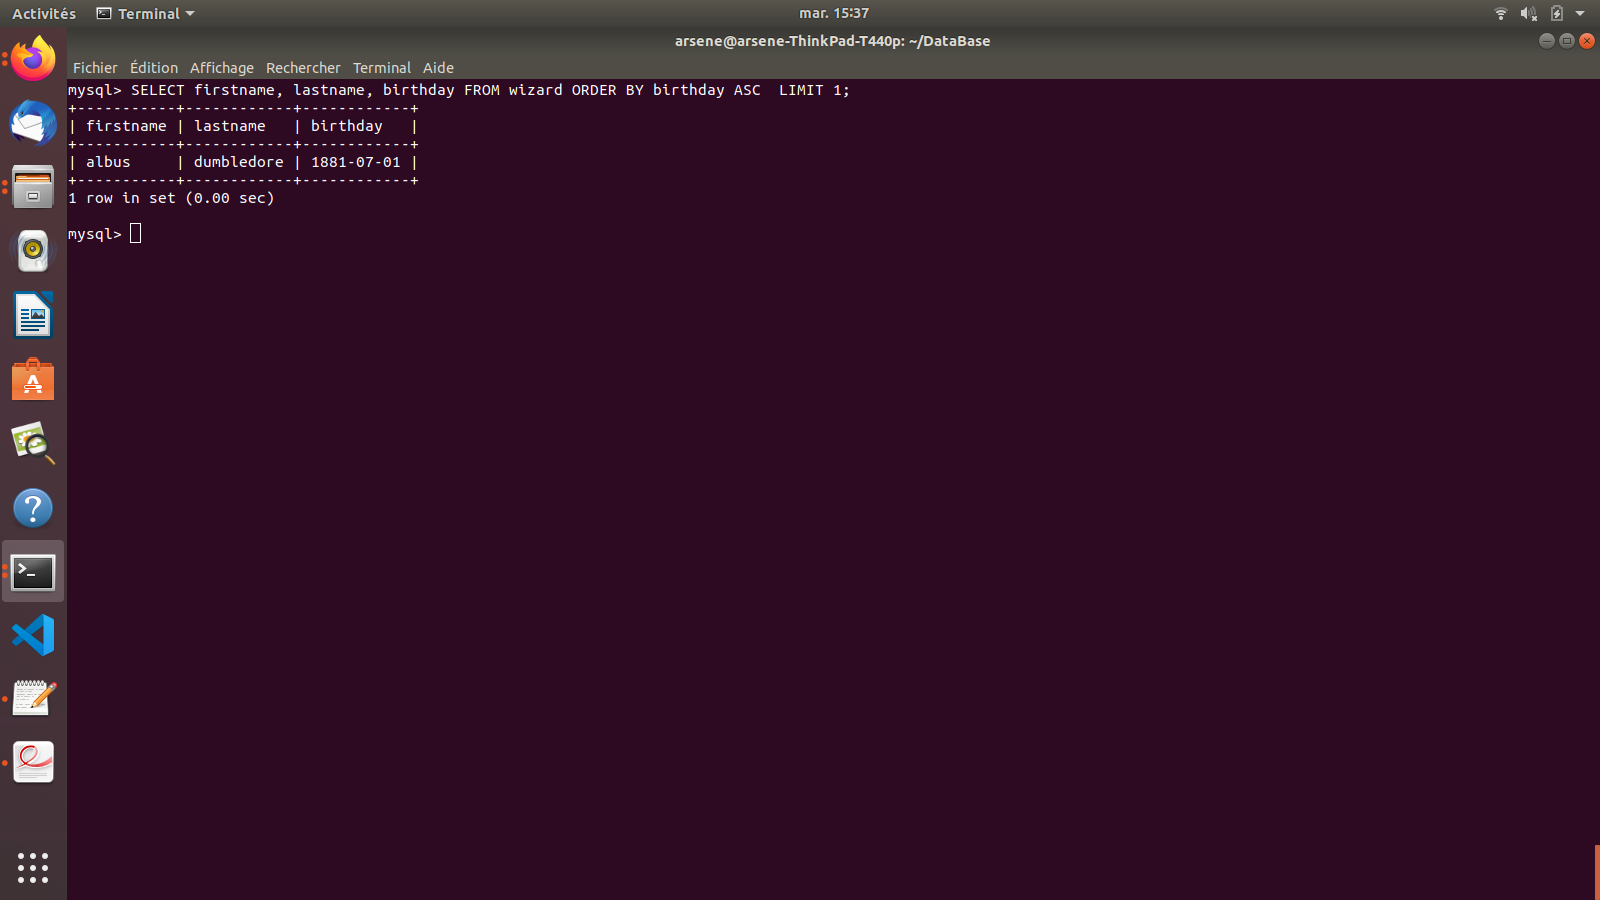 Activités Terminal mar. 15:37
arsene@arsene-ThinkPad-T440p: ~/DataBase
Fichier Édition Affichage Rechercher Terminal Aide
mysql> SELECT firstname, lastname, birthday FROM wizard ORDER BY birthday ASC  LIMIT 1;
+-----------+------------+------------+
| firstname | lastname   | birthday   |
+-----------+------------+------------+
| albus     | dumbledore | 1881-07-01 |
+-----------+------------+------------+
1 row in set (0.00 sec)
mysql>